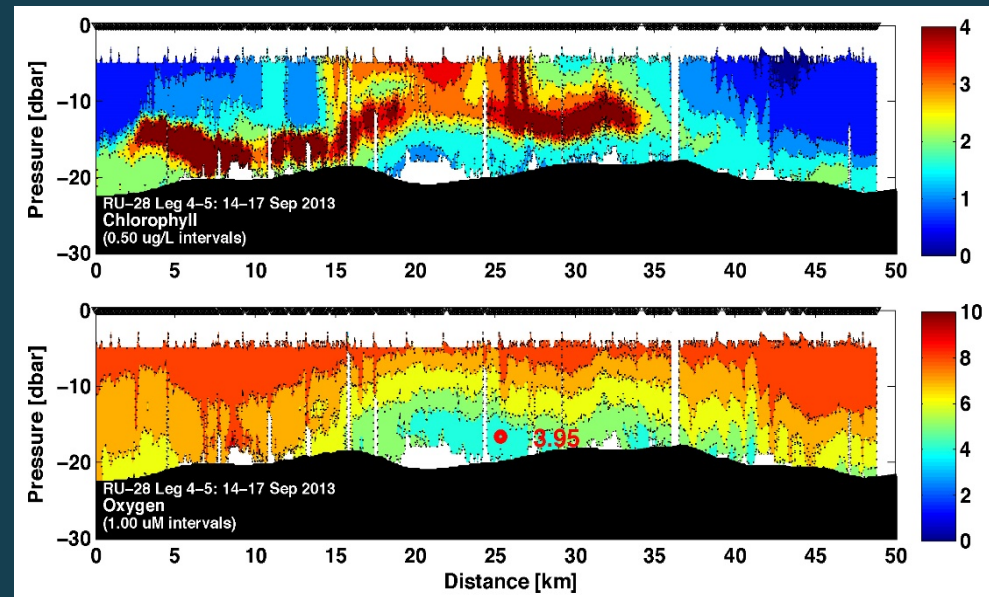 0
−10
−20
−30
Pressure [dbar]
RU−28 Leg 4−5: 14−17 Sep 2013
Chlorophyll
(0.50 ug/L intervals)
0 5 10 15 20 25 30 35 40 45 50
4
3
2
1
0
0
−10
−20
−30
Pressure [dbar]
3.95
RU−28 Leg 4−5: 14−17 Sep 2013
Oxygen
(1.00 uM intervals)
0 5 10 15 20 25 30 35 40 45 50
Distance [km]
10
8
6
4
2
0